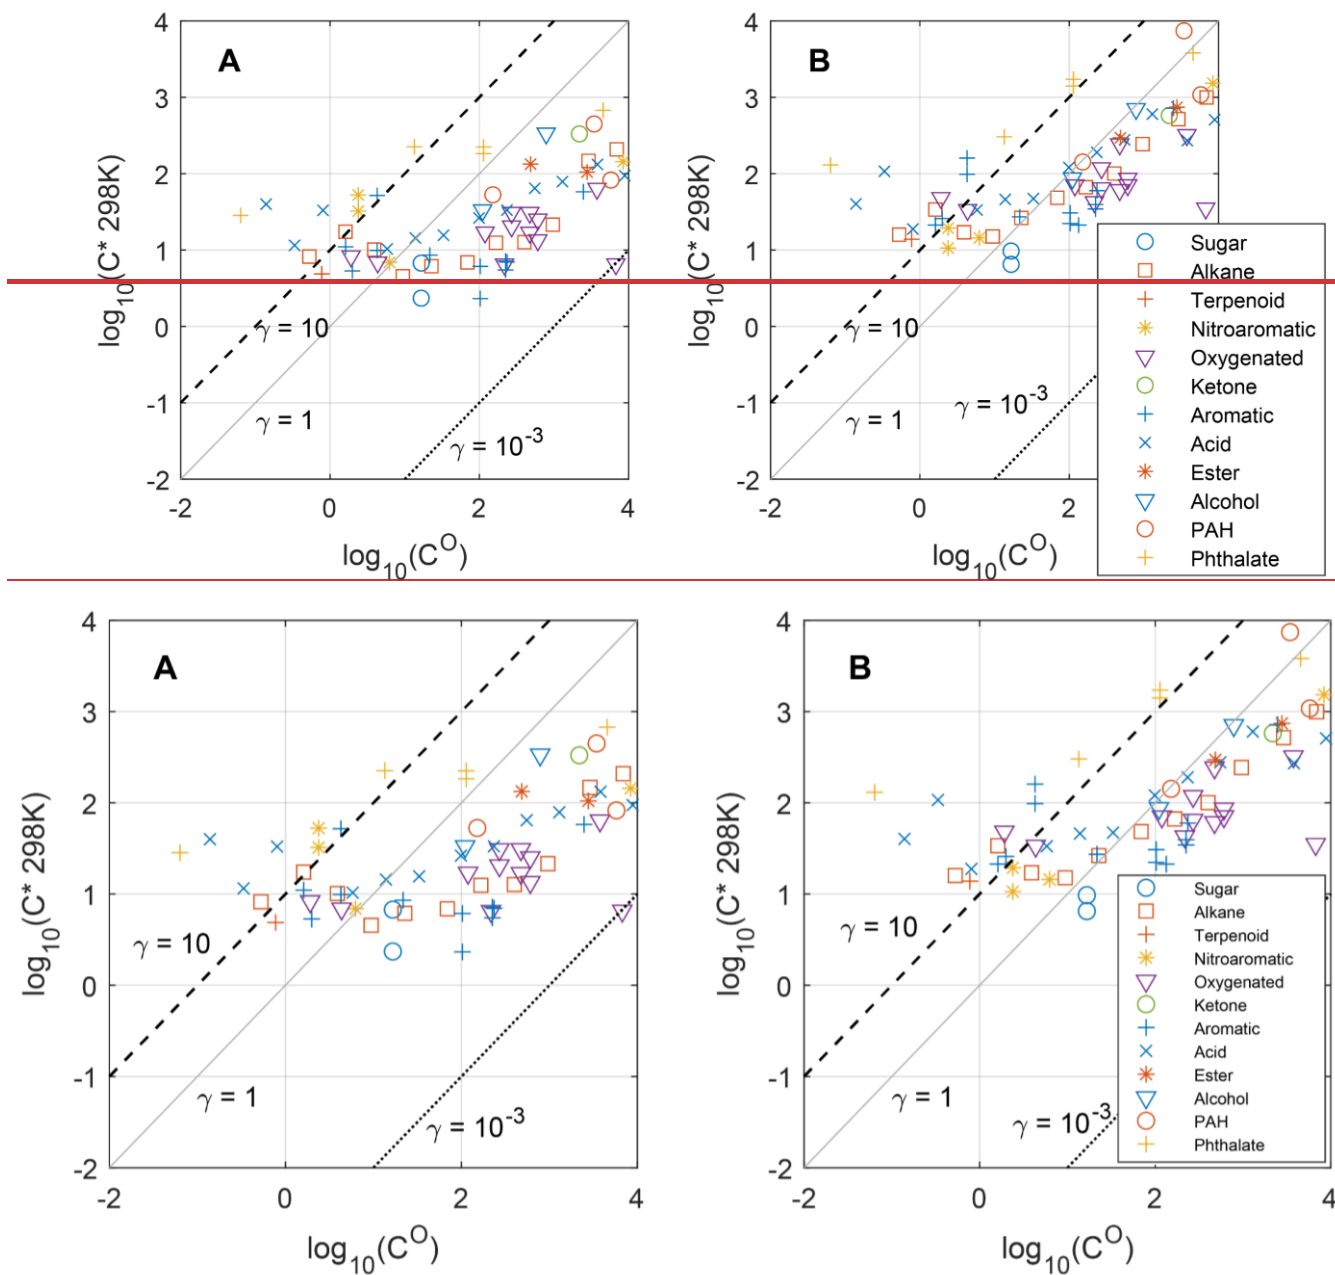 A
4
3
2
1
0
-1
-2
-2
0
2
4
log10(C* 298K)
log10(C^O)
γ = 10
γ = 1
γ = 10^-3
B
4
3
2
1
0
-1
-2
-2
0
2
log10(C* 298K)
log10(C^O)
γ = 10
γ = 1
γ = 10^-3
Sugar
Alkane
Terpenoid
Nitroaromatic
Oxygenated
Ketone
Aromatic
Acid
Ester
Alcohol
PAH
Phthalate
A
4
3
2
1
0
-1
-2
-2
0
2
4
log10(C* 298K)
log10(C^O)
γ = 10
γ = 1
γ = 10^-3
B
4
3
2
1
0
-1
-2
-2
0
2
4
log10(C* 298K)
log10(C^O)
γ = 10
γ = 1
γ = 10^-3
Sugar
Alkane
Terpenoid
Nitroaromatic
Oxygenated
Ketone
Aromatic
Acid
Ester
Alcohol
PAH
Phthalate